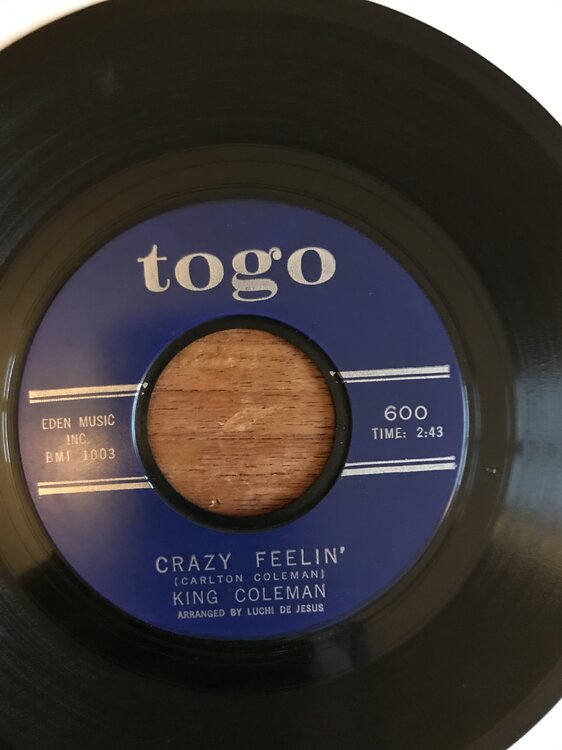 togo
EDEN MUSIC
INC.
BMI 1003
600
TIME: 2:43
CRAZY FEELIN'
(CARLTON COLEMAN)
KING COLEMAN
ARRANGED BY LUCHI DE JESUS